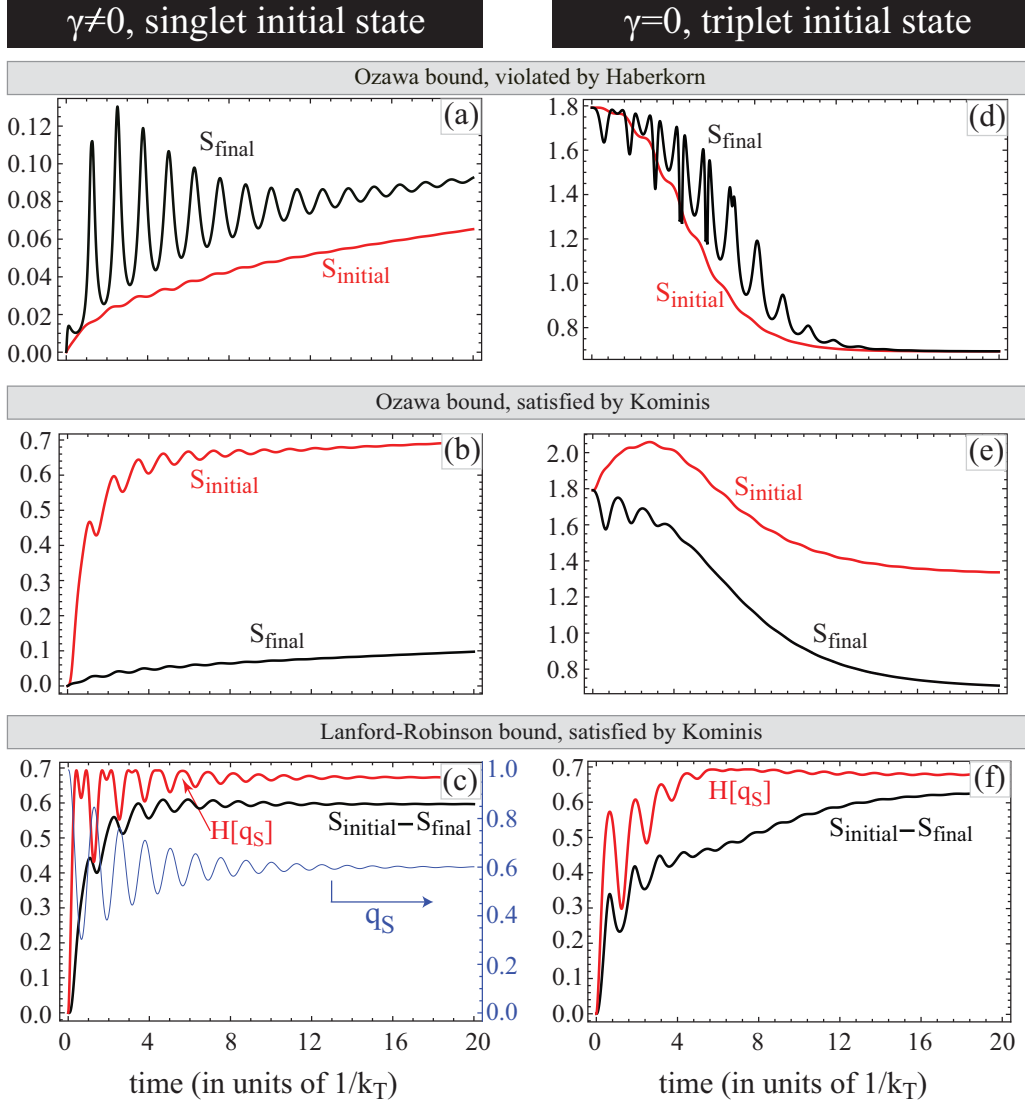 γ≠0, singlet initial state
γ=0, triplet initial state
Ozawa bound, violated by Haberkorn
(a)
S_final
S_initial
0.12
0.10
0.08
0.06
0.04
0.02
0.00
(d)
S_final
S_initial
1.8
1.6
1.4
1.2
1.0
0.8
Ozawa bound, satisfied by Kominis
(b)
S_initial
S_final
0.7
0.6
0.5
0.4
0.3
0.2
0.1
0.0
(e)
S_initial
S_final
2.0
1.8
1.6
1.4
1.2
1.0
0.8
Lanford-Robinson bound, satisfied by Kominis
(c)
H[q_S]
S_initial−S_final
q_S
0.7
0.6
0.5
0.4
0.3
0.2
0.1
0.0
1.0
0.8
0.6
0.4
0.2
0.0
0 4 8 12 16 20
time (in units of 1/k_T)
(f)
H[q_S]
S_initial−S_final
0.7
0.6
0.5
0.4
0.3
0.2
0.1
0.0
0 4 8 12 16 20
time (in units of 1/k_T)